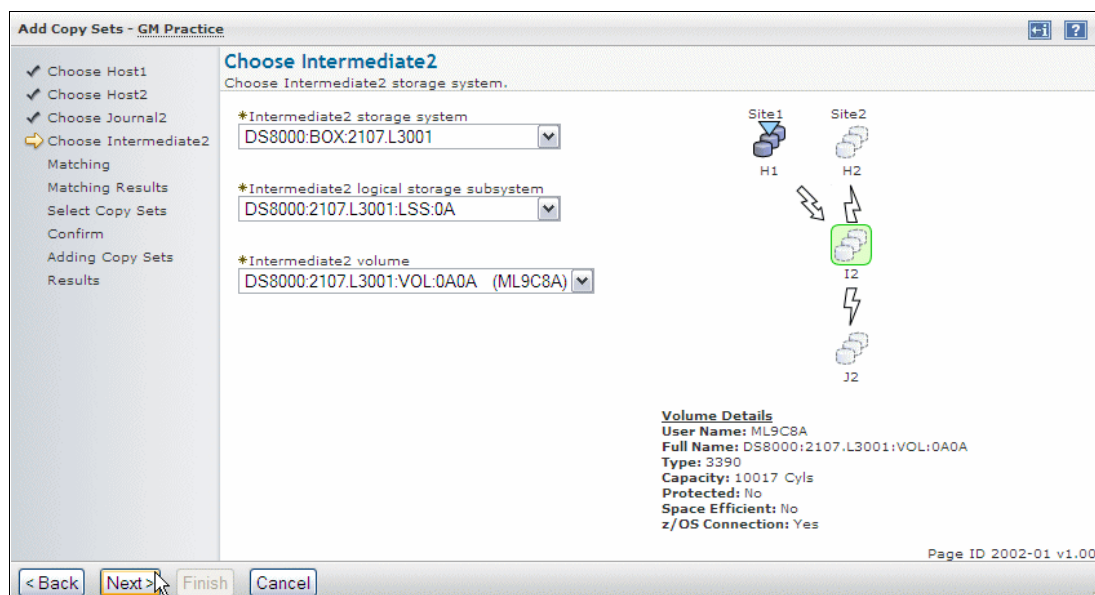 Add Copy Sets - GM Practice
?
Choose Host1
Choose Host2
Choose Journal2
Choose Intermediate2
Matching
Matching Results
Select Copy Sets
Confirm
Adding Copy Sets
Results
Choose Intermediate2
Choose Intermediate2 storage system.
*Intermediate2 storage system
DS8000:BOX:2107.L3001
*Intermediate2 logical storage subsystem
DS8000:2107.L3001:LSS:0A
*Intermediate2 volume
DS8000:2107.L3001:VOL:0A0A (ML9C8A)
Site1 Site2
H1 H2
I2
J2
Volume Details
User Name: ML9C8A
Full Name: DS8000:2107.L3001:VOL:0A0A
Type: 3390
Capacity: 10017 Cyls
Protected: No
Space Efficient: No
z/OS Connection: Yes
Page ID 2002-01 v1.00
< Back Next > Finish Cancel